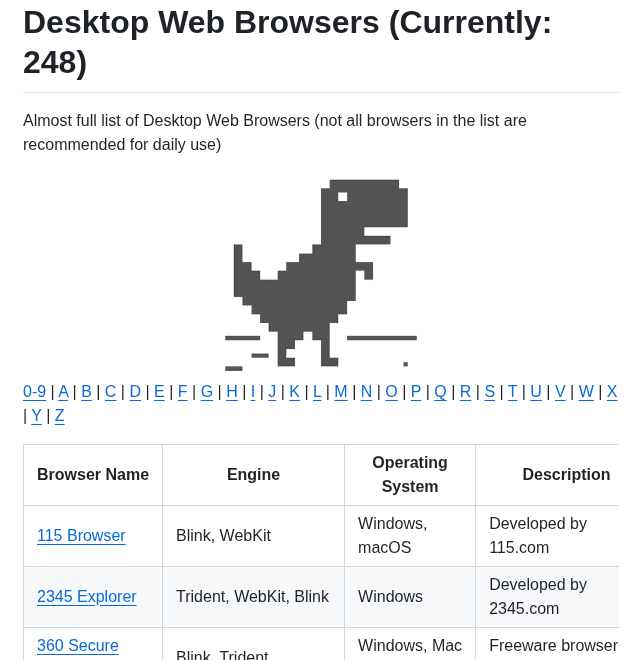 Desktop Web Browsers (Currently:
248)
Almost full list of Desktop Web Browsers (not all browsers in the list are
recommended for daily use)
0-9 | A | B | C | D | E | F | G | H | I | J | K | L | M | N | O | P | Q | R | S | T | U | V | W | X
| Y | Z
Browser Name Engine Operating System Description
115 Browser Blink, WebKit Windows, macOS Developed by 115.com
2345 Explorer Trident, WebKit, Blink Windows Developed by 2345.com
360 Secure Blink, Trident Windows, Mac Freeware browser